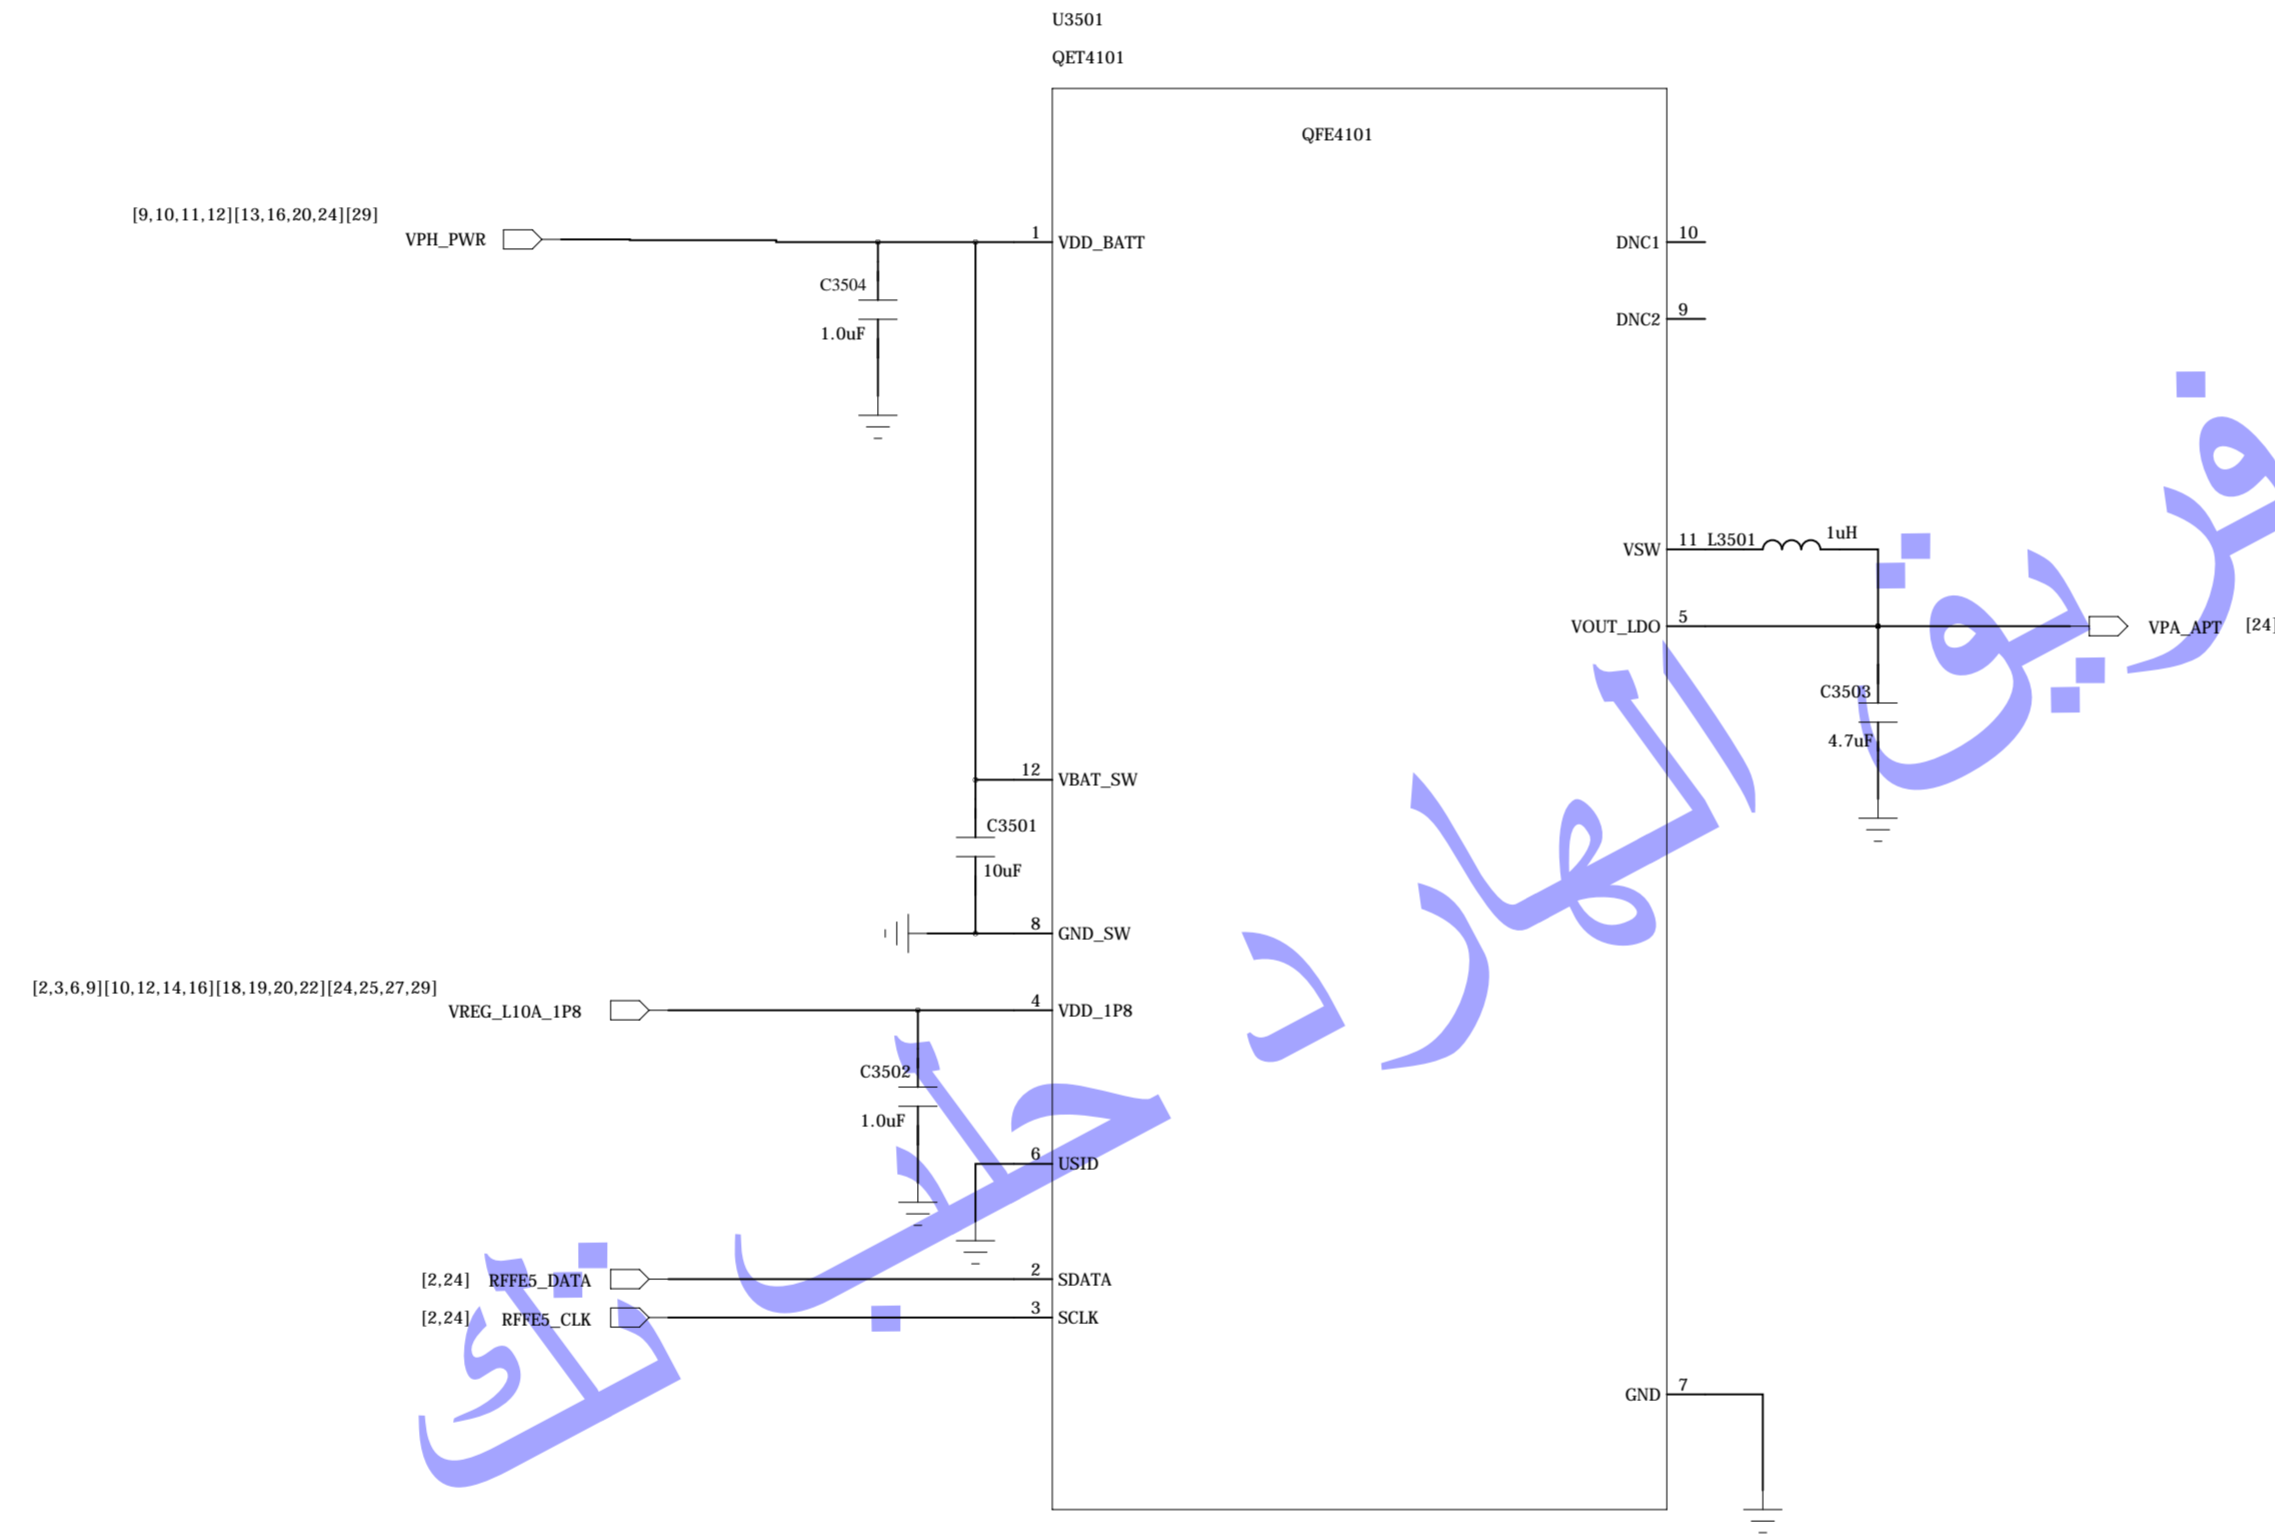 U3501
QET4101
QFE4101
[9,10,11,12][13,16,20,24][29]
VPH_PWR
1
VDD_BATT
DNC1
10
C3504
1.0uF
DNC2
9
VSW
11
L3501
1uH
VOUT_LDO
5
VPA_APT
[24]
C3503
4.7uF
12
VBAT_SW
C3501
10uF
8
GND_SW
[2,3,6,9][10,12,14,16][18,19,20,22][24,25,27,29]
VREG_L10A_1P8
4
VDD_1P8
C3502
1.0uF
6
USID
[2,24]
RFFE5_DATA
2
SDATA
[2,24]
RFFE5_CLK
3
SCLK
GND
7
فريق الهارد